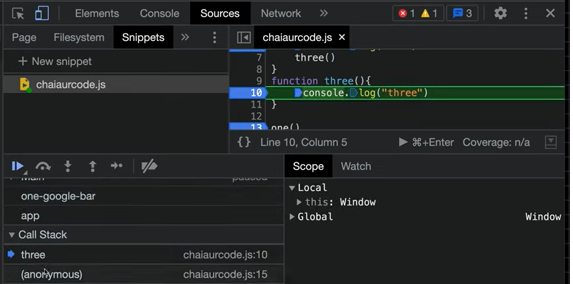 Elements Console Sources Network » 1 1 3
Page Filesystem Snippets » chaiaurcode.js ×
+ New snippet
chaiaurcode.js
7 three()
8 }
9 function three(){
10 console.log("three")
11 }
12
13 one()
{} Line 10, Column 5 ⌘+Enter Coverage: n/a
Main paused
one-google-bar
app
Call Stack
three chaiaurcode.js:10
(anonymous) chaiaurcode.js:15
Scope Watch
Local
this: Window
Global Window